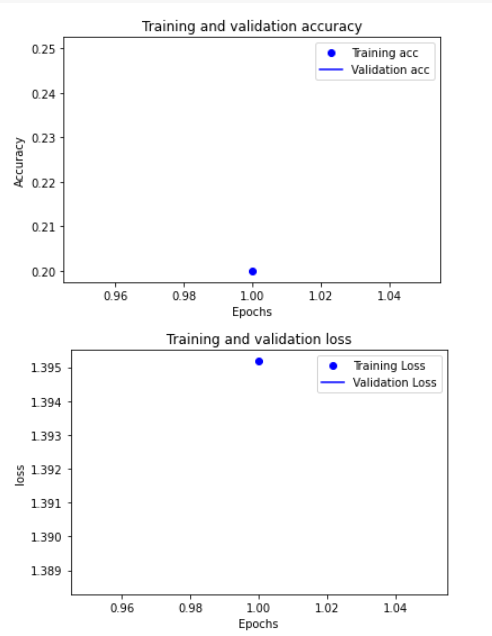 Training and validation accuracy
0.25
0.24
0.23
0.22
0.21
0.20
Accuracy
Training acc
Validation acc
0.96 0.98 1.00 1.02 1.04
Epochs
Training and validation loss
1.395
1.394
1.393
1.392
1.391
1.390
1.389
loss
Training Loss
Validation Loss
0.96 0.98 1.00 1.02 1.04
Epochs